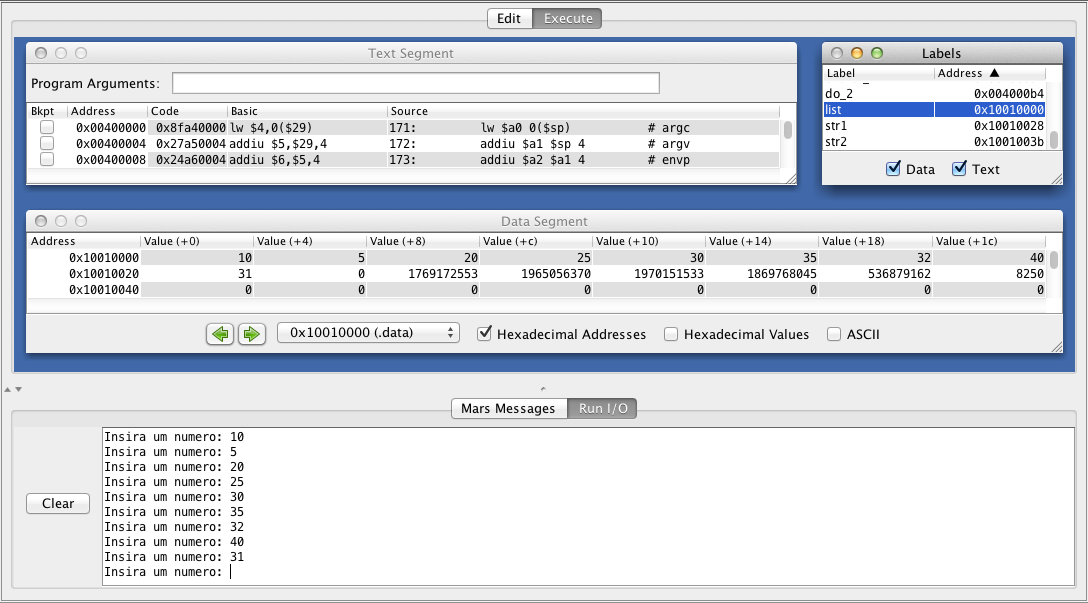 Edit Execute
Text Segment
Program Arguments:
Bkpt Address Code Basic Source
0x00400000 0x8fa40000 lw $4,0($29) 171: lw $a0 0($sp) # argc
0x00400004 0x27a50004 addiu $5,$29,4 172: addiu $a1 $sp 4 # argv
0x00400008 0x24a60004 addiu $6,$5,4 173: addiu $a2 $a1 4 # envp
Labels
Label Address ▲
do_2 0x004000b4
list 0x10010000
str1 0x10010028
str2 0x1001003b
Data Text
Data Segment
Address Value (+0) Value (+4) Value (+8) Value (+c) Value (+10) Value (+14) Value (+18) Value (+1c)
0x10010000 10 5 20 25 30 35 32 40
0x10010020 31 0 1769172553 1965056370 1970151533 1869768045 536879162 8250
0x10010040 0 0 0 0 0 0 0 0
0x10010000 (.data) Hexadecimal Addresses Hexadecimal Values ASCII
Mars Messages Run I/O
Clear
Insira um numero: 10
Insira um numero: 5
Insira um numero: 20
Insira um numero: 25
Insira um numero: 30
Insira um numero: 35
Insira um numero: 32
Insira um numero: 40
Insira um numero: 31
Insira um numero: